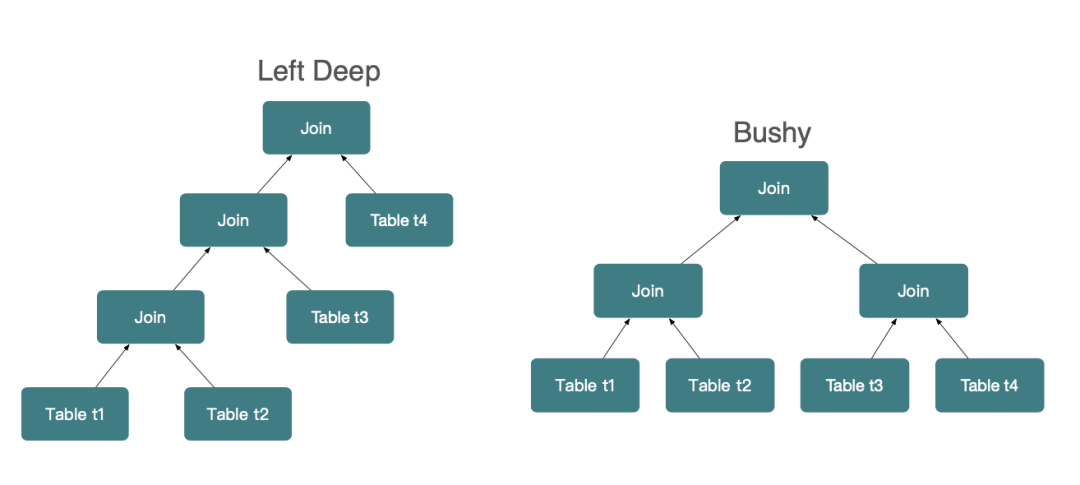 Left Deep
Join
Join
Table t4
Join
Table t3
Table t1
Table t2
Bushy
Join
Join
Join
Table t1
Table t2
Table t3
Table t4